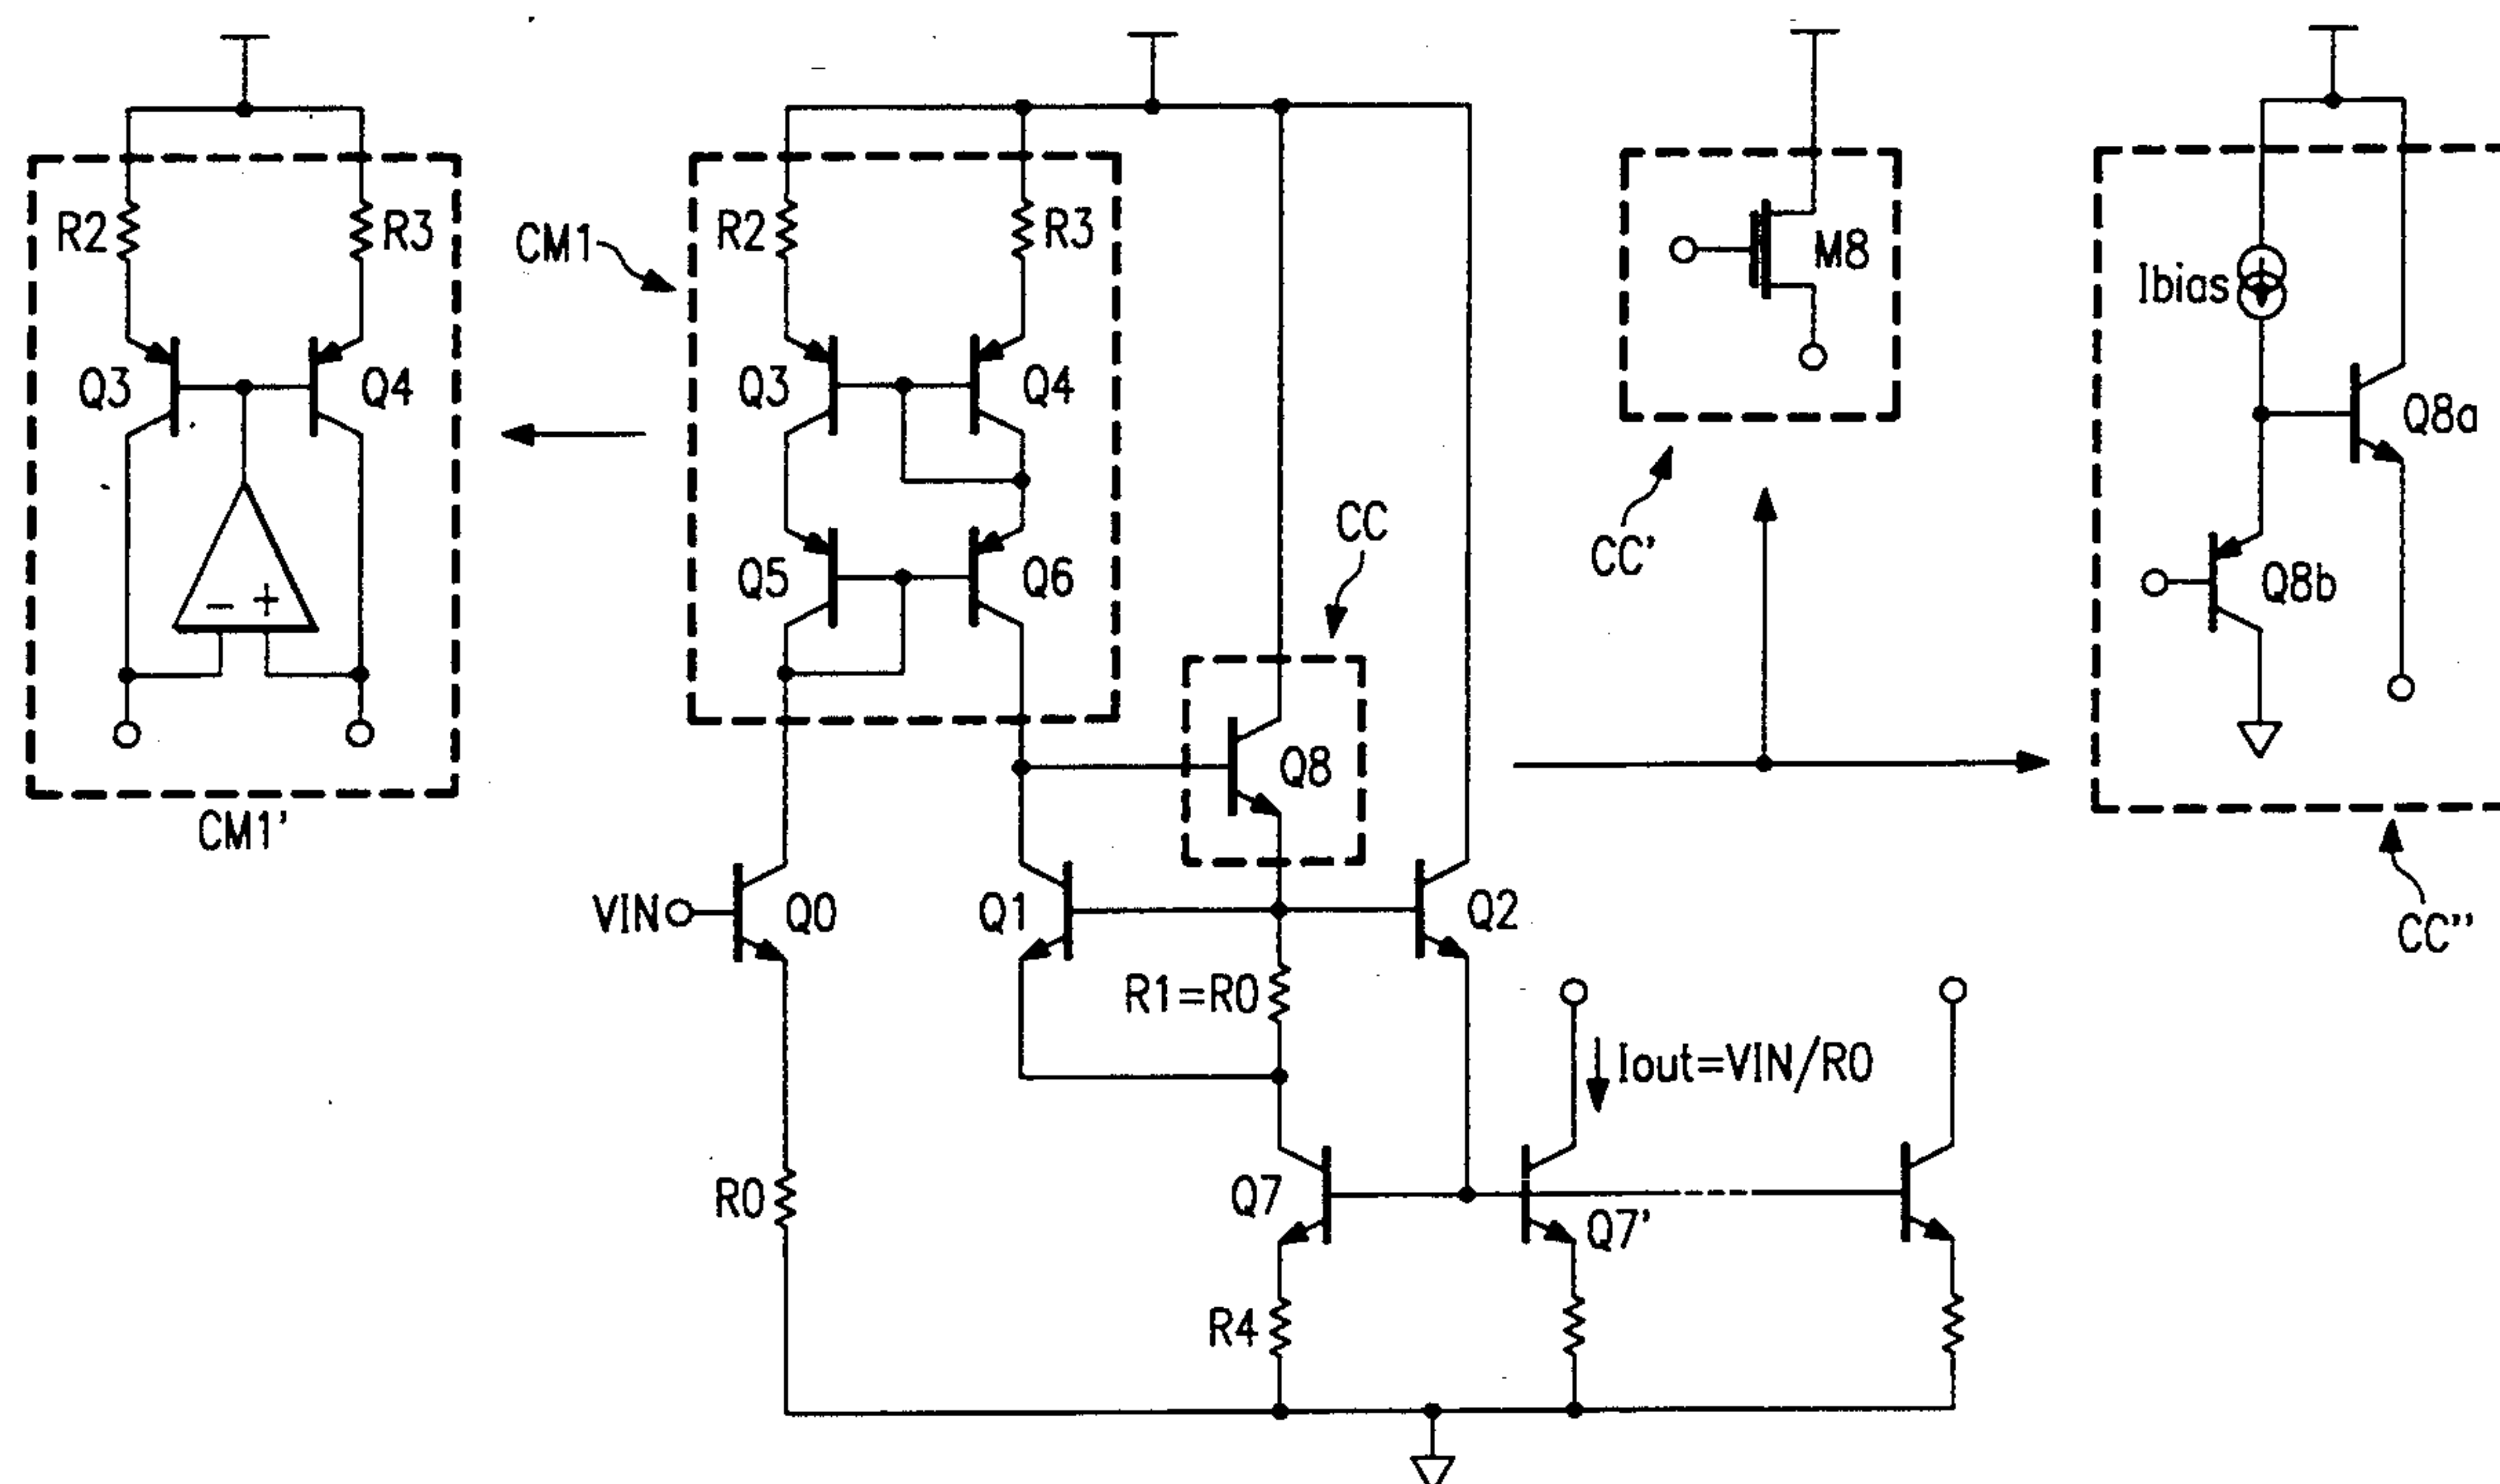 R2
R3
Q3
Q4
- +
CM1'
CM1
R2
R3
Q3
Q4
Q5
Q6
CC
Q8
VIN
Q0
Q1
Q2
R1=R0
Iout=VIN/R0
R0
Q7
Q7'
R4
M8
CC'
Ibias
Q8a
Q8b
CC"